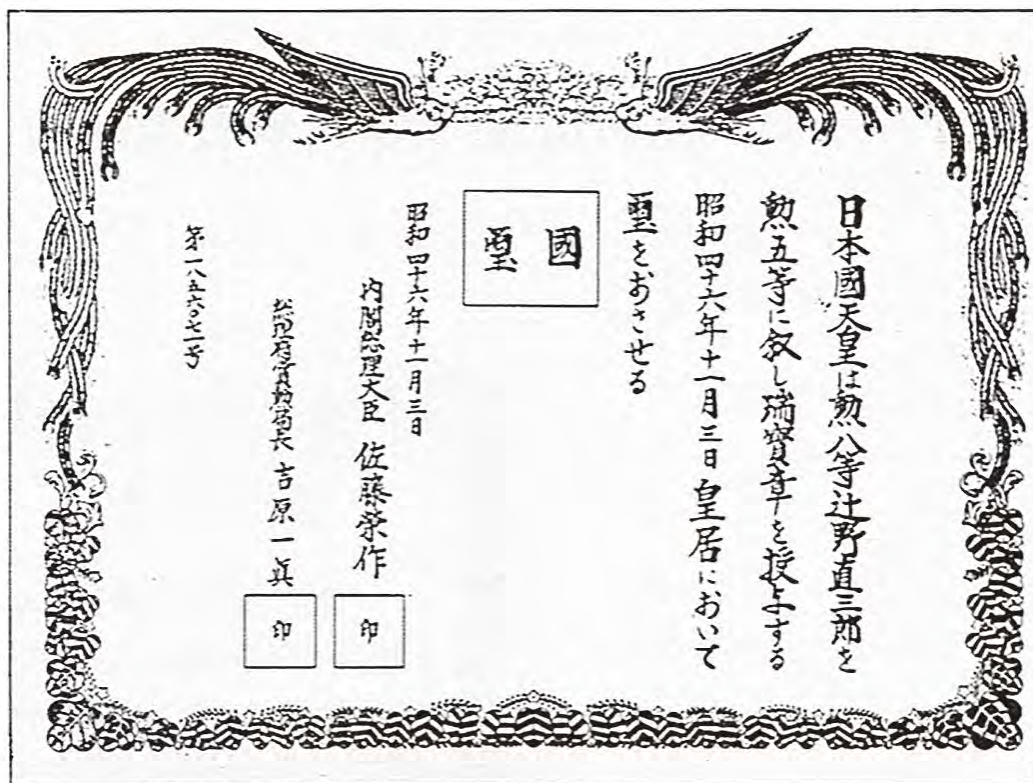 日本國天皇は勲八等辻野直三郎を
勲五等に叙し瑞寳章を授与する
昭和四十六年十一月三日皇居において
璽をおさせる
國璽
昭和四十六年十一月三日
内閣総理大臣 佐藤榮作 印
総理府賞勲局長 吉原一眞 印
第一八五六〇七一号